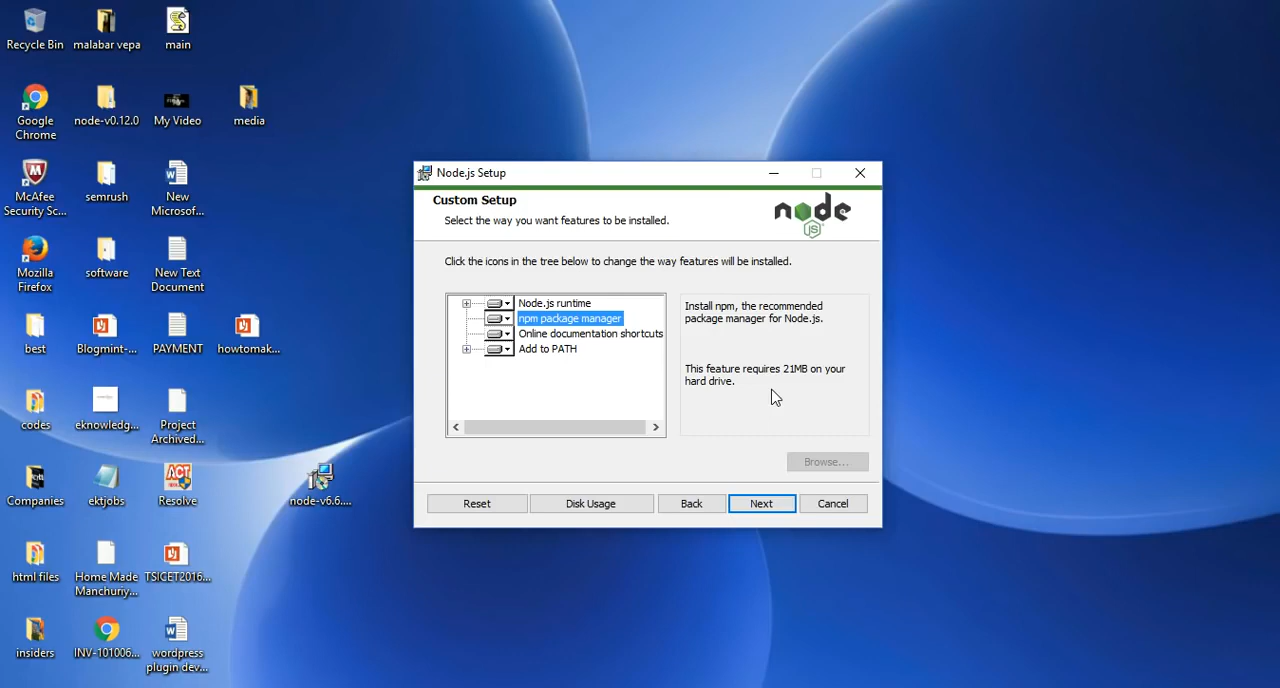 Recycle Bin
malabar vepa
main
Google
Chrome
node-v0.12.0
My Video
media
McAfee
Security Sc...
semrush
New
Microsof...
Mozilla
Firefox
software
New Text
Document
best
Blogmint-...
PAYMENT
howtomak...
codes
eknowledg...
Project
Archived...
Companies
ektjobs
ACT
Resolve
node-v6.6....
html files
Home Made
Manchuriy...
TSICET2016...
insiders
INV-101006...
wordpress
plugin dev...
Node.js Setup
Custom Setup
Select the way you want features to be installed.
node
JS
Click the icons in the tree below to change the way features will be installed.
Node.js runtime
npm package manager
Online documentation shortcuts
Add to PATH
Install npm, the recommended
package manager for Node.js.
This feature requires 21MB on your
hard drive.
Browse...
Reset
Disk Usage
Back
Next
Cancel